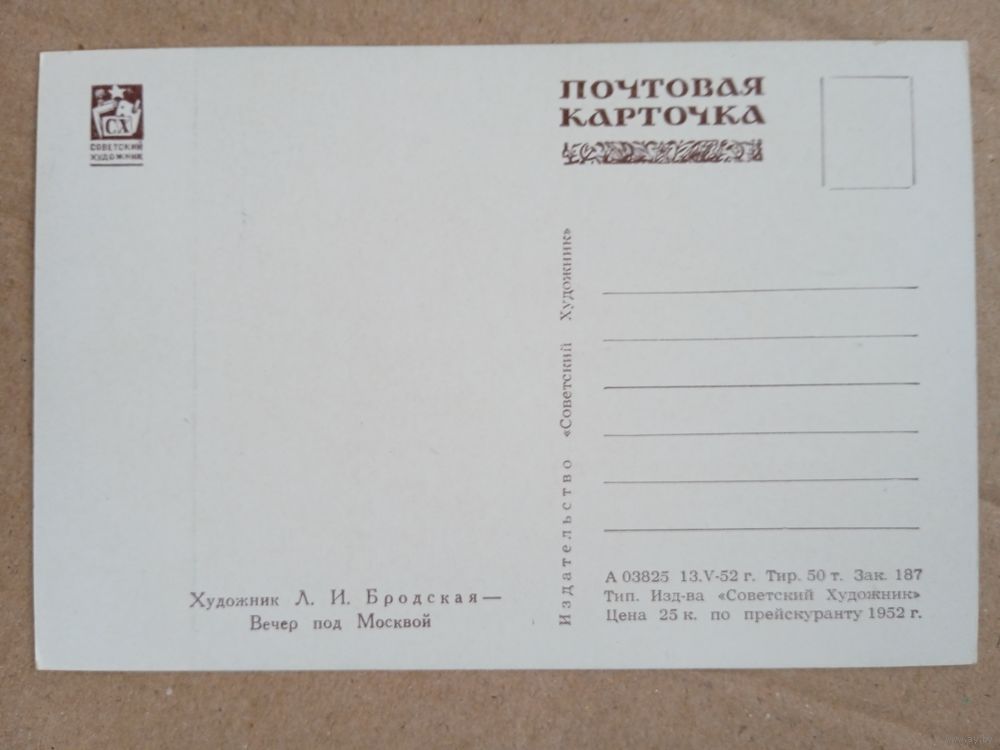 СХ
СОВЕТСКИЙ
ХУДОЖНИК
ПОЧТОВАЯ
КАРТОЧКА
Издательство «Советский Художник»
Художник Л. И. Бродская —
Вечер под Москвой
А 03825 13.V-52 г. Тир. 50 т. Зак. 187
Тип. Изд-ва «Советский Художник»
Цена 25 к. по прейскуранту 1952 г.